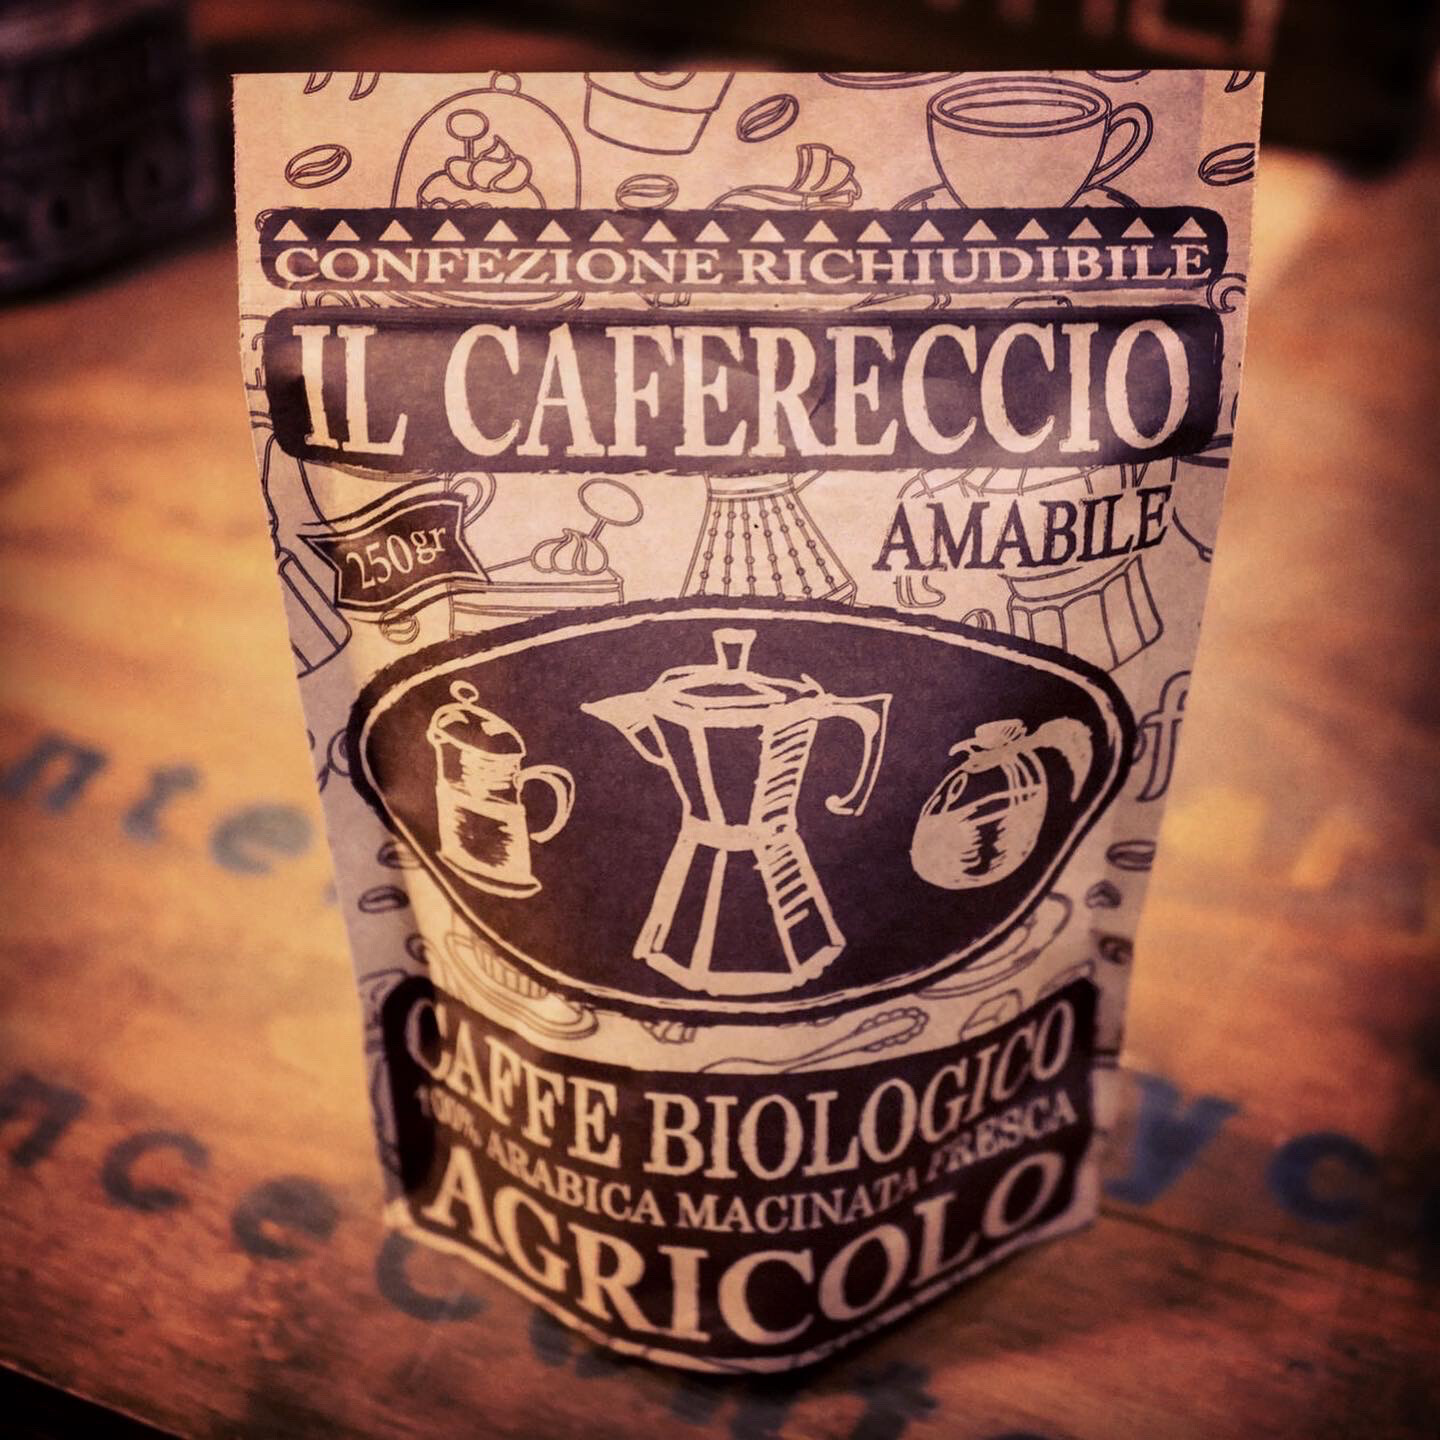 CONFEZIONE RICHIUDIBILE
IL CAFERECCIO
250gr
AMABILE
CAFFE BIOLOGICO
100% ARABICA MACINATA FRESCA
AGRICOLO